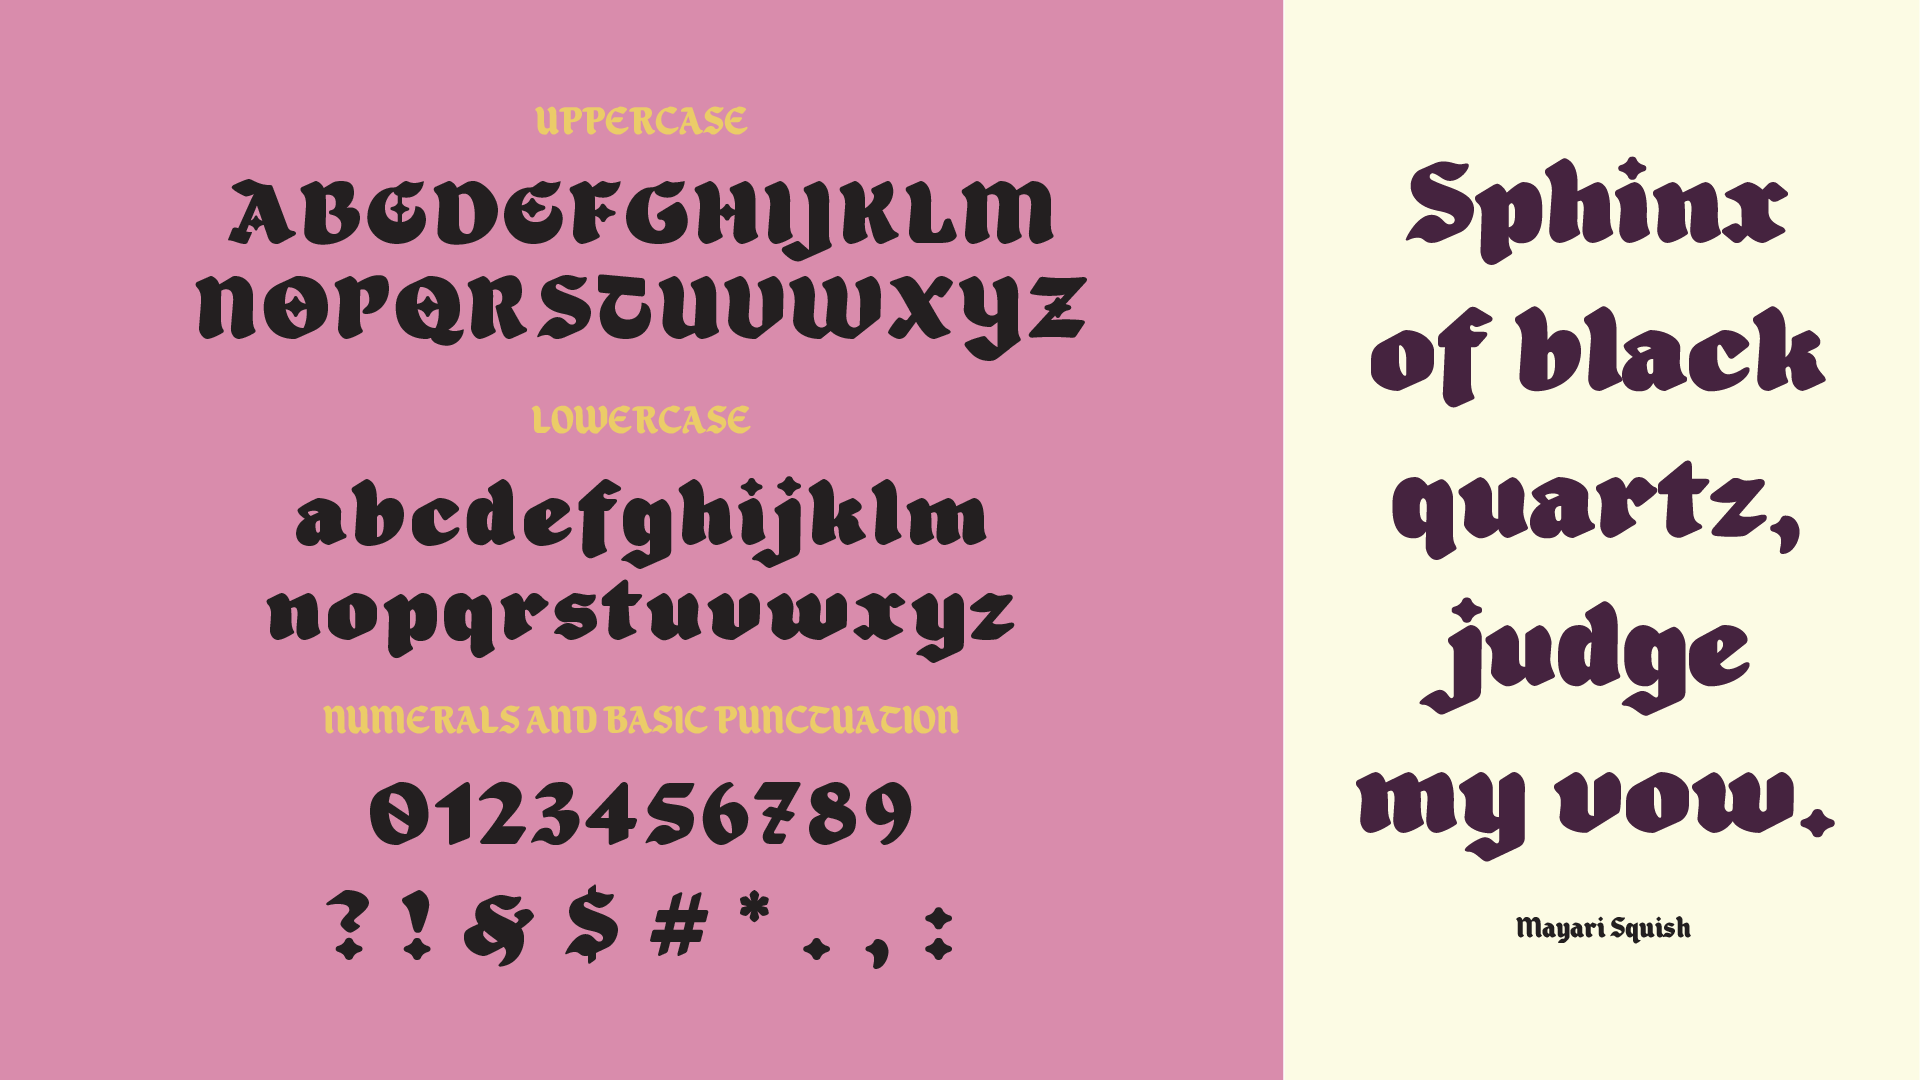 UPPERCASE
ABCDEFGHIJKLM
NOPQRSTUVWXYZ
LOWERCASE
abcdefghijklm
nopqrstuvwxyz
NUMERALS AND BASIC PUNCTUATION
0123456789
? ! & $ # * . , :
Sphinx
of black
quartz,
judge
my vow.
Mayari Squish